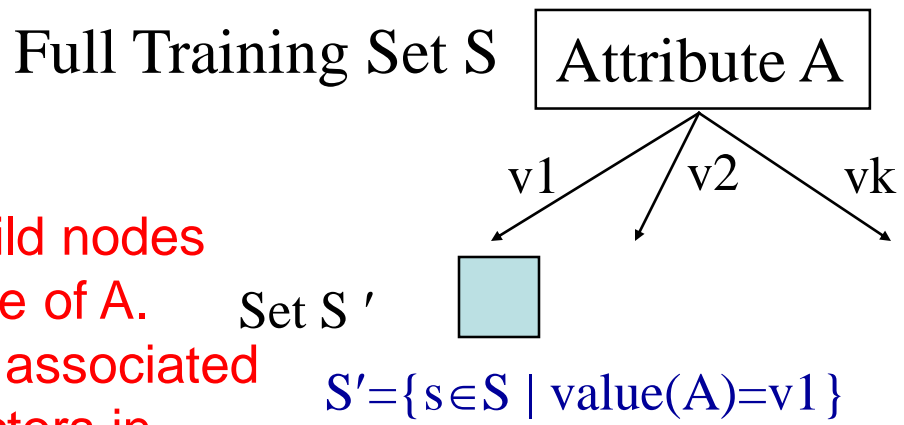 Full Training Set S
Attribute A
v1 v2 vk
ild nodes
e of A.
Set S ′
associated
S′={s∈S | value(A)=v1}